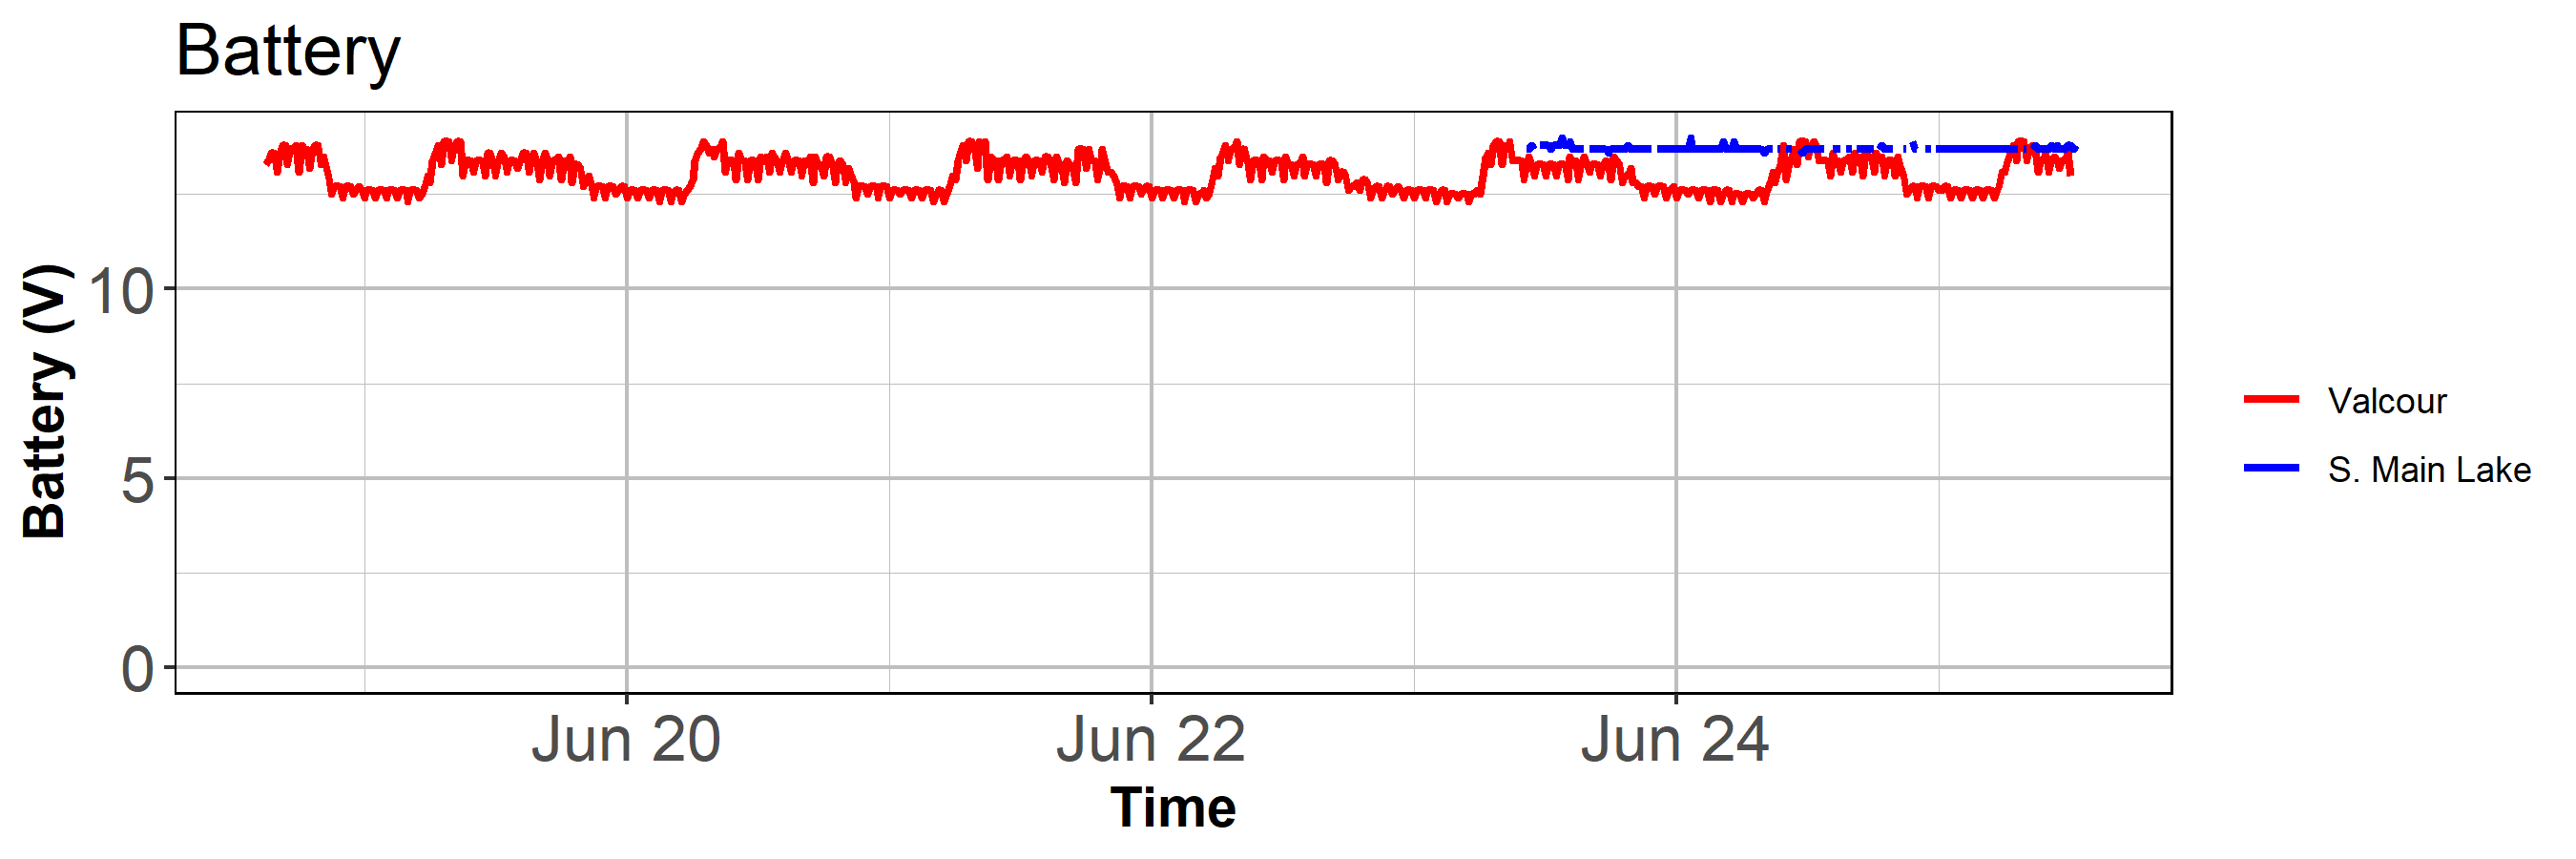 Battery
Battery (V)
10
5
0
Jun 20
Jun 22
Jun 24
Time
Valcour
S. Main Lake